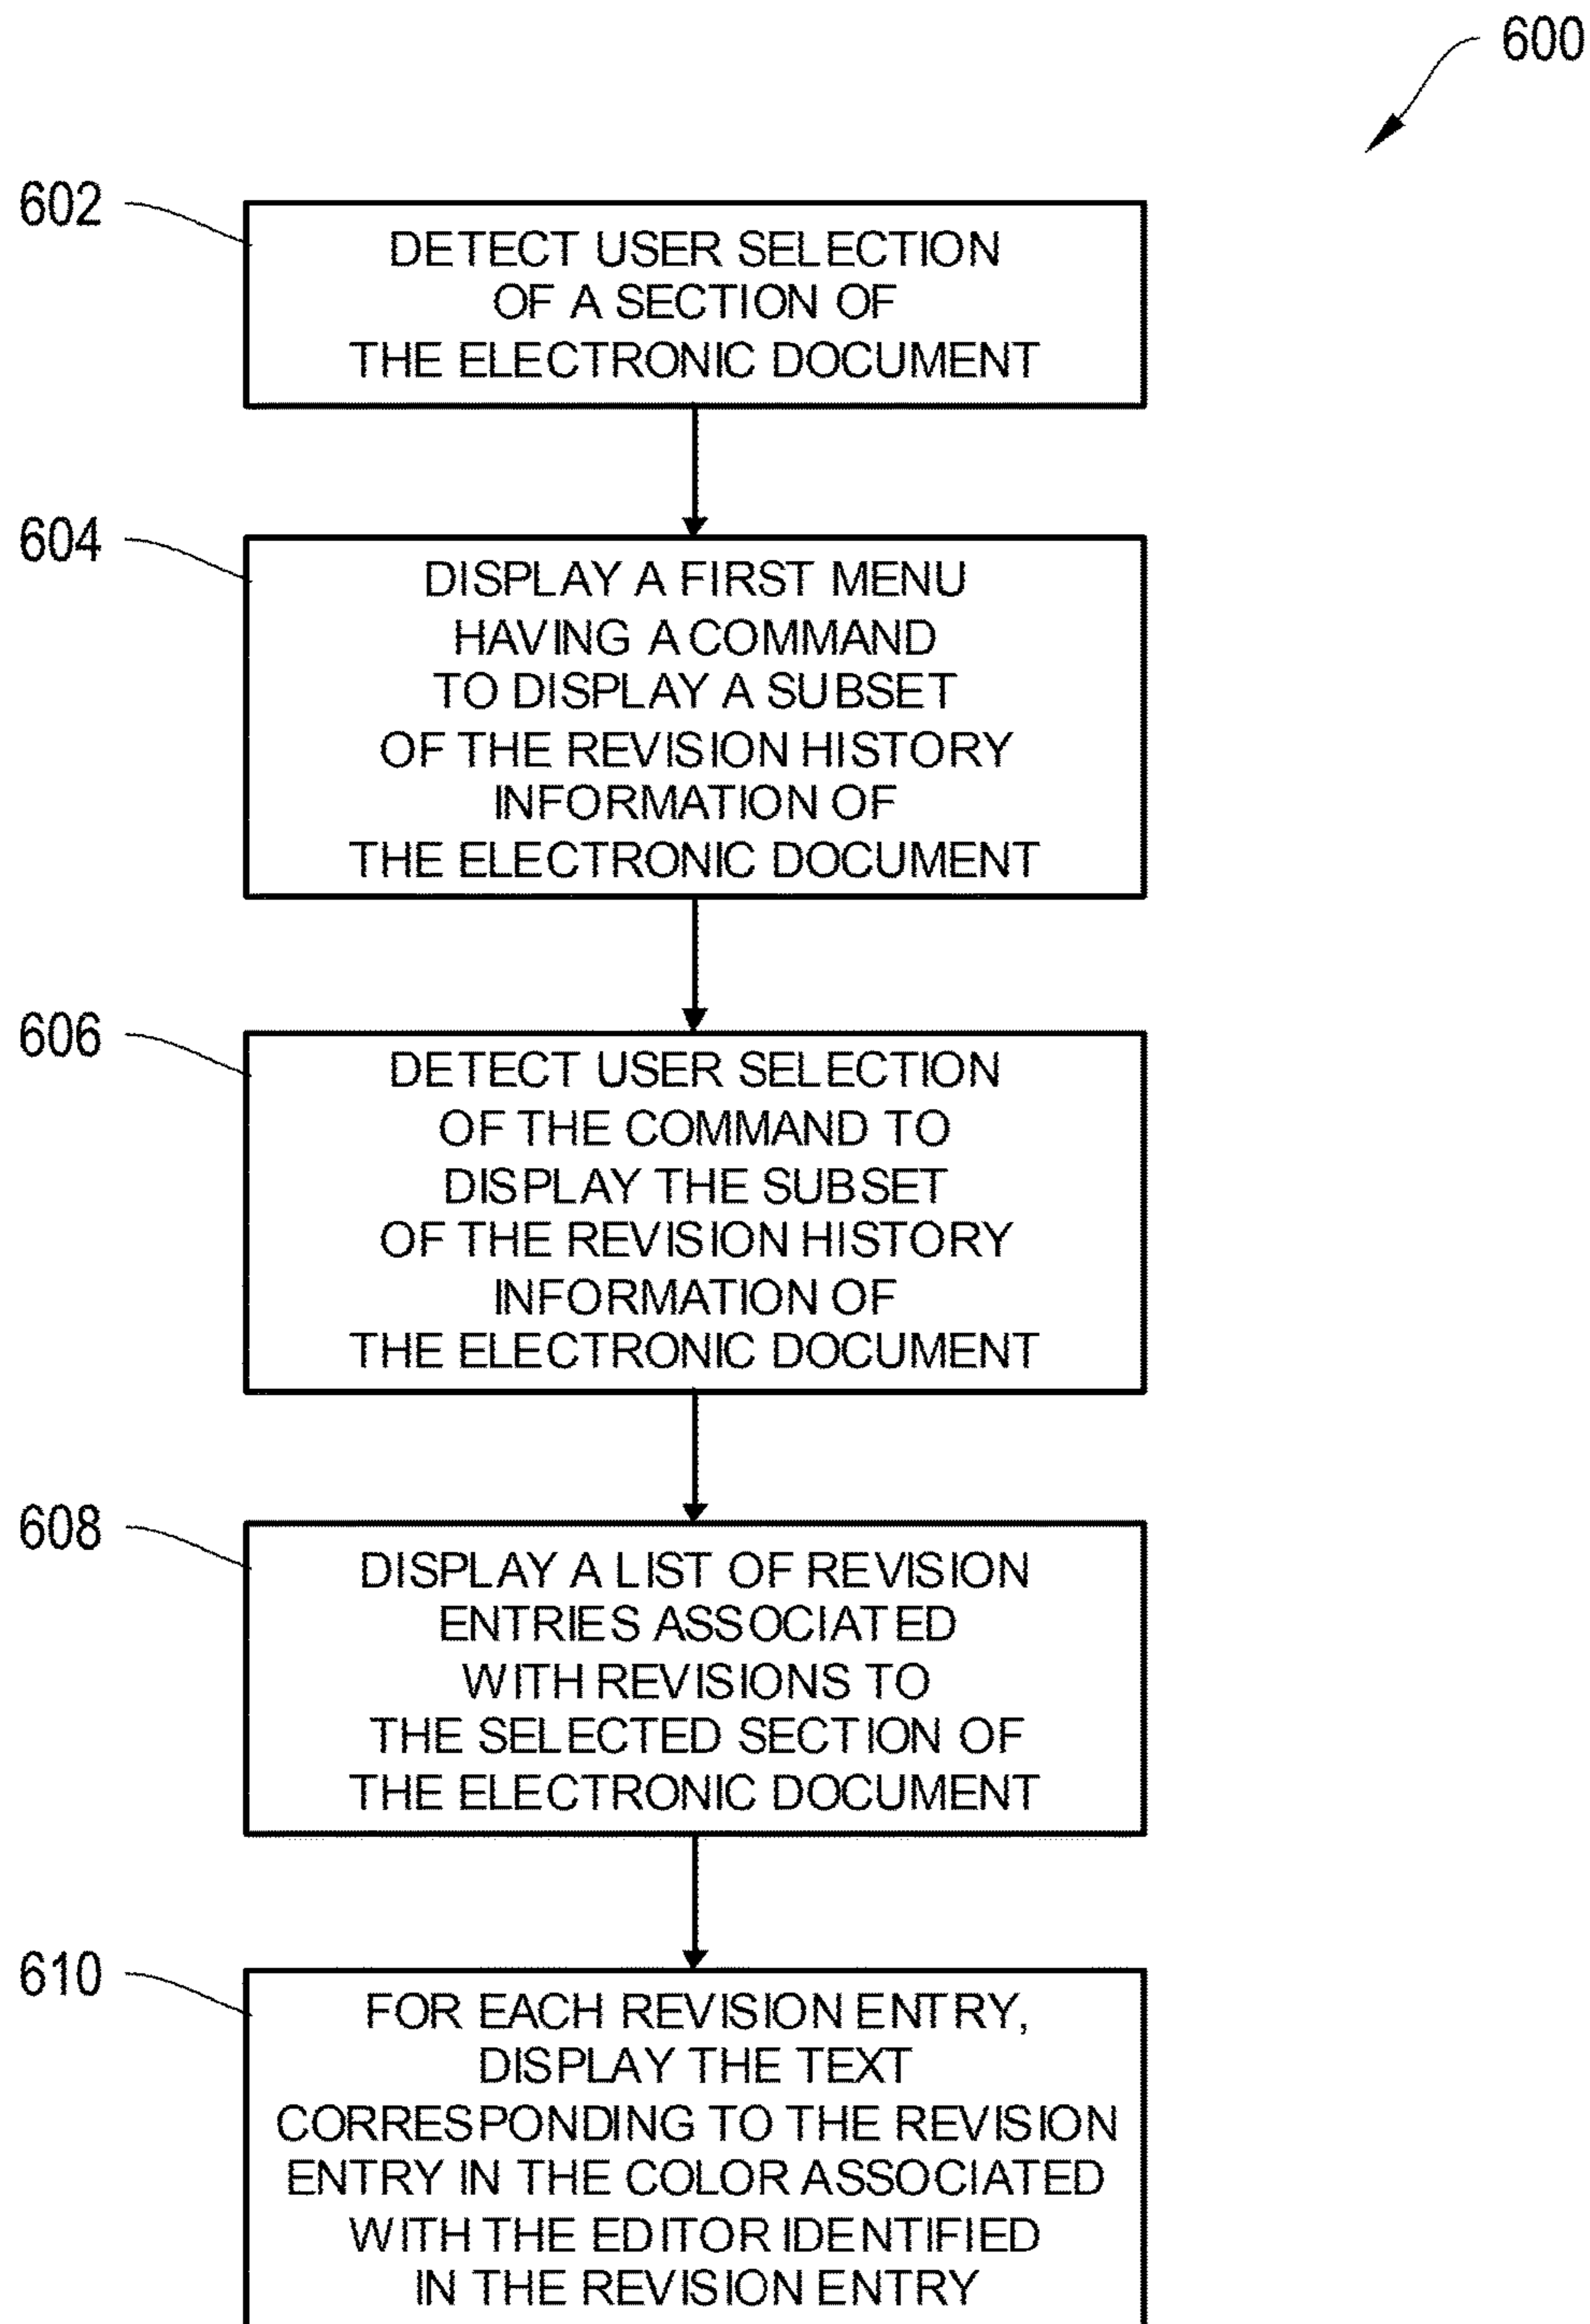 600
602
DETECT USER SELECTION
OF A SECTION OF
THE ELECTRONIC DOCUMENT
604
DISPLAY A FIRST MENU
HAVING A COMMAND
TO DISPLAY A SUBSET
OF THE REVISION HISTORY
INFORMATION OF
THE ELECTRONIC DOCUMENT
606
DETECT USER SELECTION
OF THE COMMAND TO
DISPLAY THE SUBSET
OF THE REVISION HISTORY
INFORMATION OF
THE ELECTRONIC DOCUMENT
608
DISPLAY A LIST OF REVISION
ENTRIES ASSOCIATED
WITH REVISIONS TO
THE SELECTED SECTION OF
THE ELECTRONIC DOCUMENT
610
FOR EACH REVISION ENTRY,
DISPLAY THE TEXT
CORRESPONDING TO THE REVISION
ENTRY IN THE COLOR ASSOCIATED
WITH THE EDITOR IDENTIFIED
IN THE REVISION ENTRY